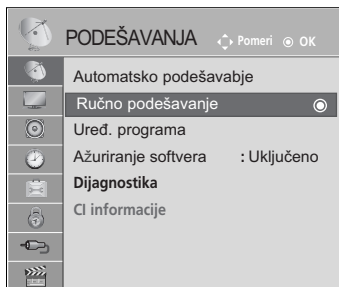 PODEŠAVANJA Pomeri OK
Automatsko podešavabje
Ručno podešavanje
Uređ. programa
Ažuriranje softvera : Uključeno
Dijagnostika
CI informacije